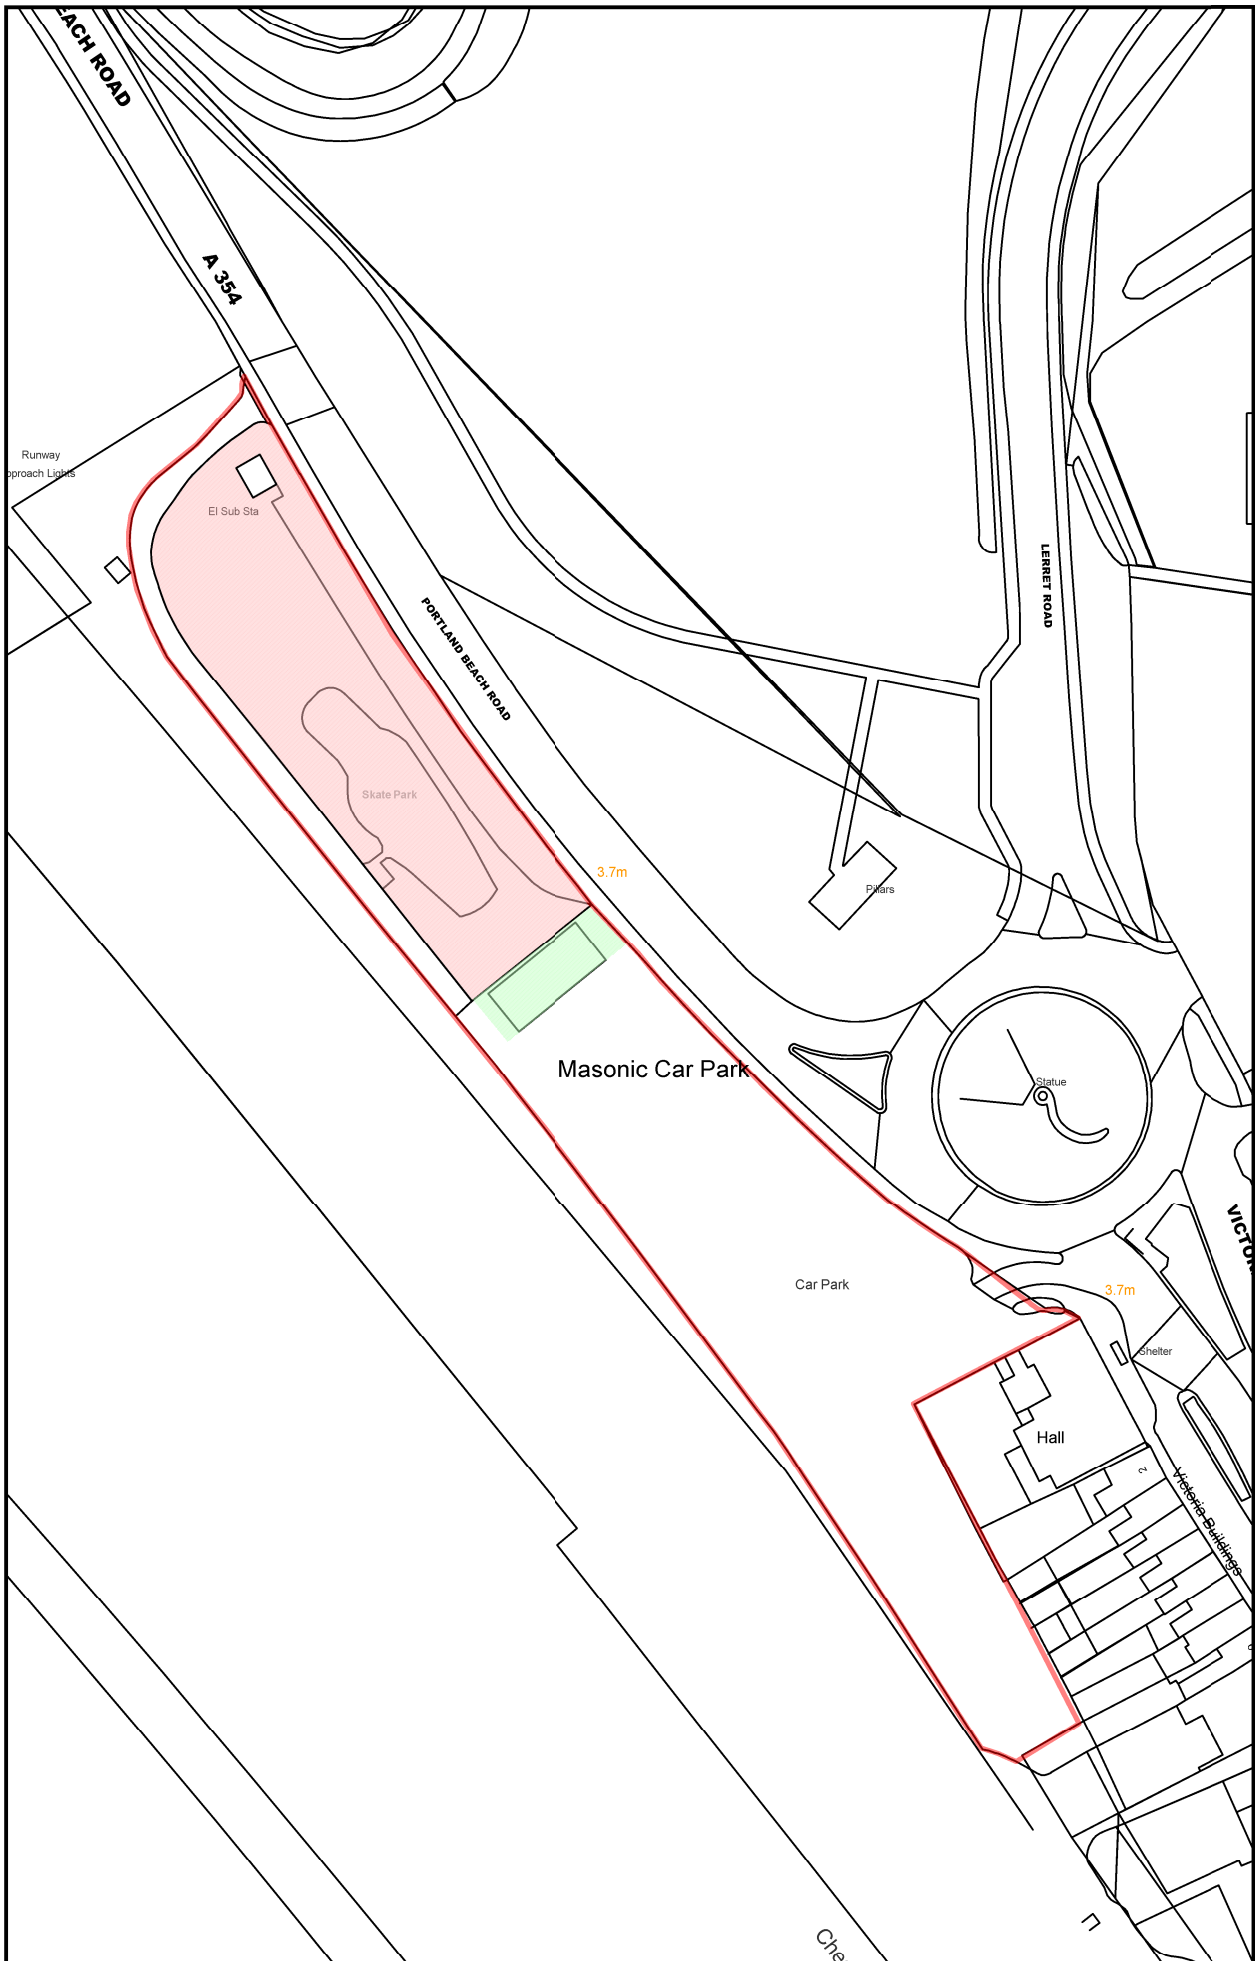 EACH ROAD
A 354
Runway
pproach Lights
El Sub Sta
LERRET ROAD
PORTLAND BEACH ROAD
Skate Park
3.7m
Pillars
Masonic Car Park
Statue
VICTOR
Car Park
3.7m
Shelter
Hall
2
Victoria Buildings
Che